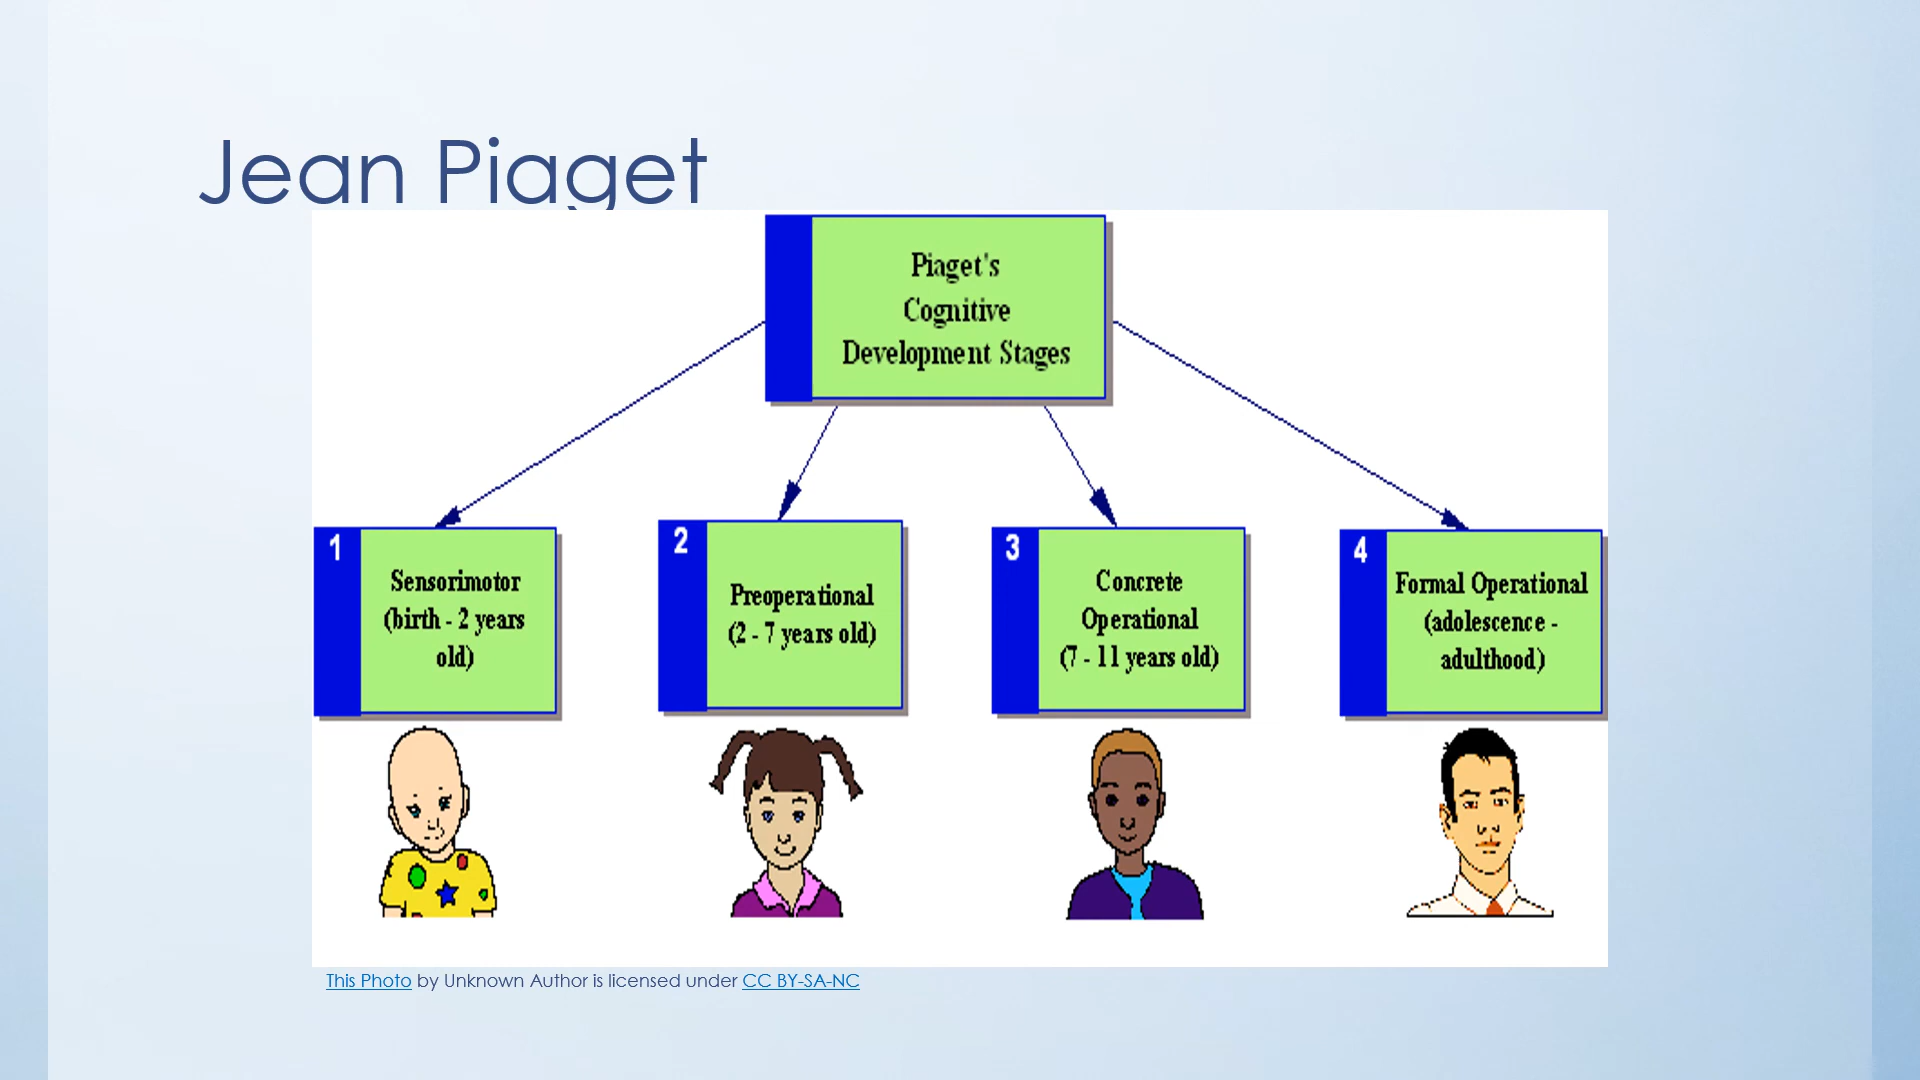 Jean Piaget
Piaget's
Cognitive
Development Stages
1
Sensorimotor
(birth - 2 years
old)
2
Preoperational
(2 - 7 years old)
3
Concrete
Operational
(7 - 11 years old)
4
Formal Operational
(adolescence -
adulthood)
This Photo by Unknown Author is licensed under CC BY-SA-NC